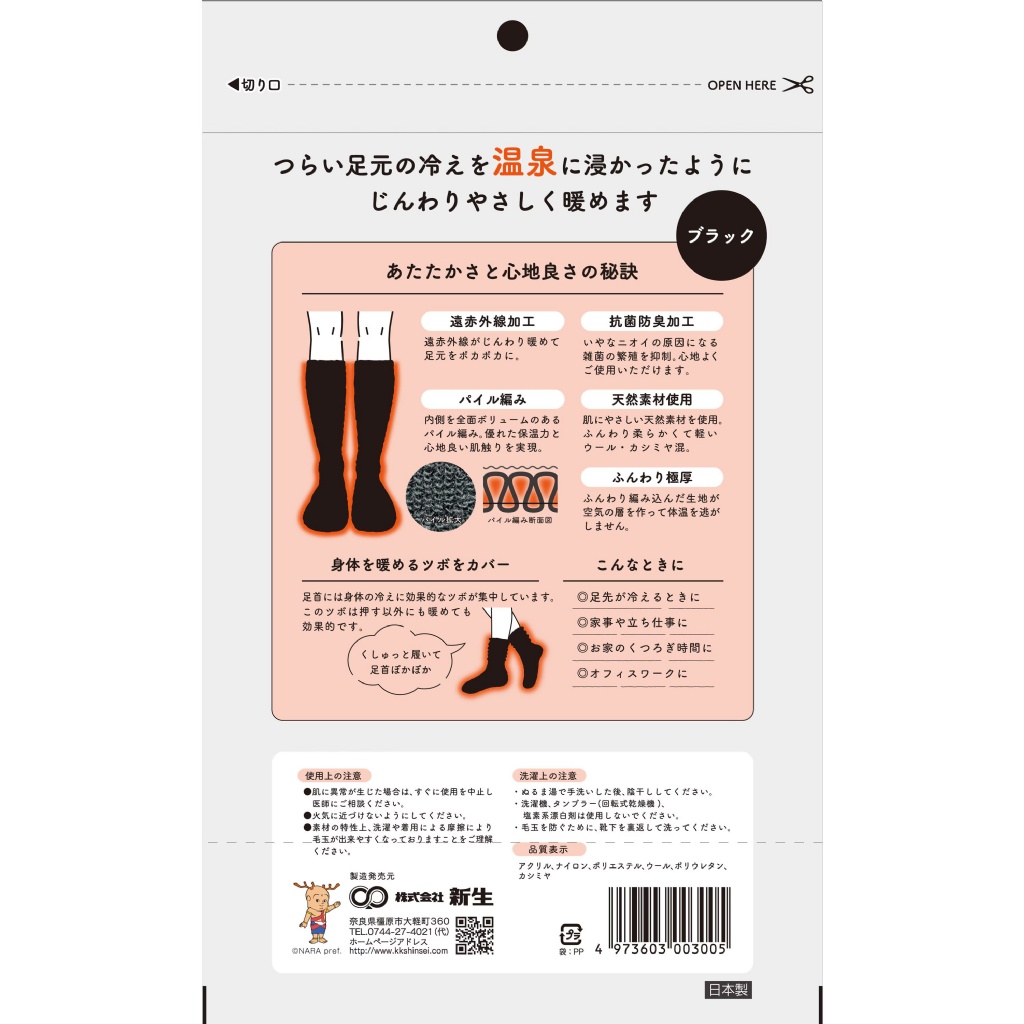 ◀切り口
OPEN HERE
つらい足元の冷えを温泉に浸かったように
じんわりやさしく暖めます
ブラック
あたたかさと心地良さの秘訣
遠赤外線加工
遠赤外線がじんわり暖めて
足元をポカポカに。
抗菌防臭加工
いやなニオイの原因になる
雑菌の繁殖を抑制。心地よく
ご使用いただけます。
パイル編み
内側を全面ボリュームのある
パイル編み。優れた保温力と
心地良い肌触りを実現。
パイル拡大
パイル編み断面図
天然素材使用
肌にやさしい天然素材を使用。
ふんわり柔らかくて軽い
ウール・カシミヤ混。
ふんわり極厚
ふんわり編み込んだ生地が
空気の層を作って体温を逃が
しません。
身体を暖めるツボをカバー
足首には身体の冷えに効果的なツボが集中しています。
このツボは押す以外にも暖めても
効果的です。
くしゅっと履いて
足首ぽかぽか
こんなときに
◎足先が冷えるときに
◎家事や立ち仕事に
◎お家のくつろぎ時間に
◎オフィスワークに
使用上の注意
●肌に異常が生じた場合は、すぐに使用を中止し
医師にご相談ください。
●火気に近づけないようにしてください。
●素材の特性上、洗濯や着用による摩擦により
毛玉が出来やすくなっておりますことをご理解
ください。
洗濯上の注意
・ぬるま湯で手洗いした後、陰干ししてください。
・洗濯機、タンブラー(回転式乾燥機)、
塩素系漂白剤は使用しないでください。
・毛玉を防ぐために、靴下を裏返して洗ってください。
品質表示
アクリル、ナイロン、ポリエステル、ウール、ポリウレタン、
カシミヤ
製造発売元
株式会社 新生
奈良県橿原市大軽町360
TEL.0744-27-4021(代)
ホームページアドレス
http://www.kkshinsei.com
©NARA pref.
プラ
袋：PP
4 973603 003005
日本製